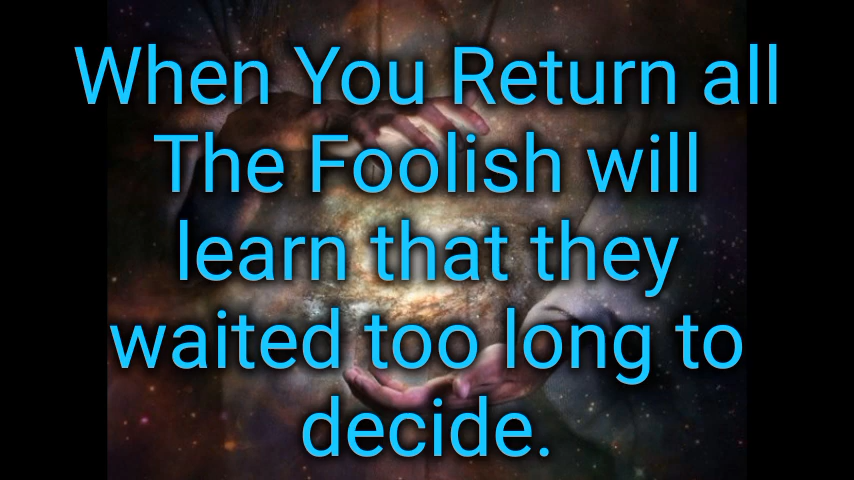 When You Return all
The Foolish will
learn that they
waited too long to
decide.